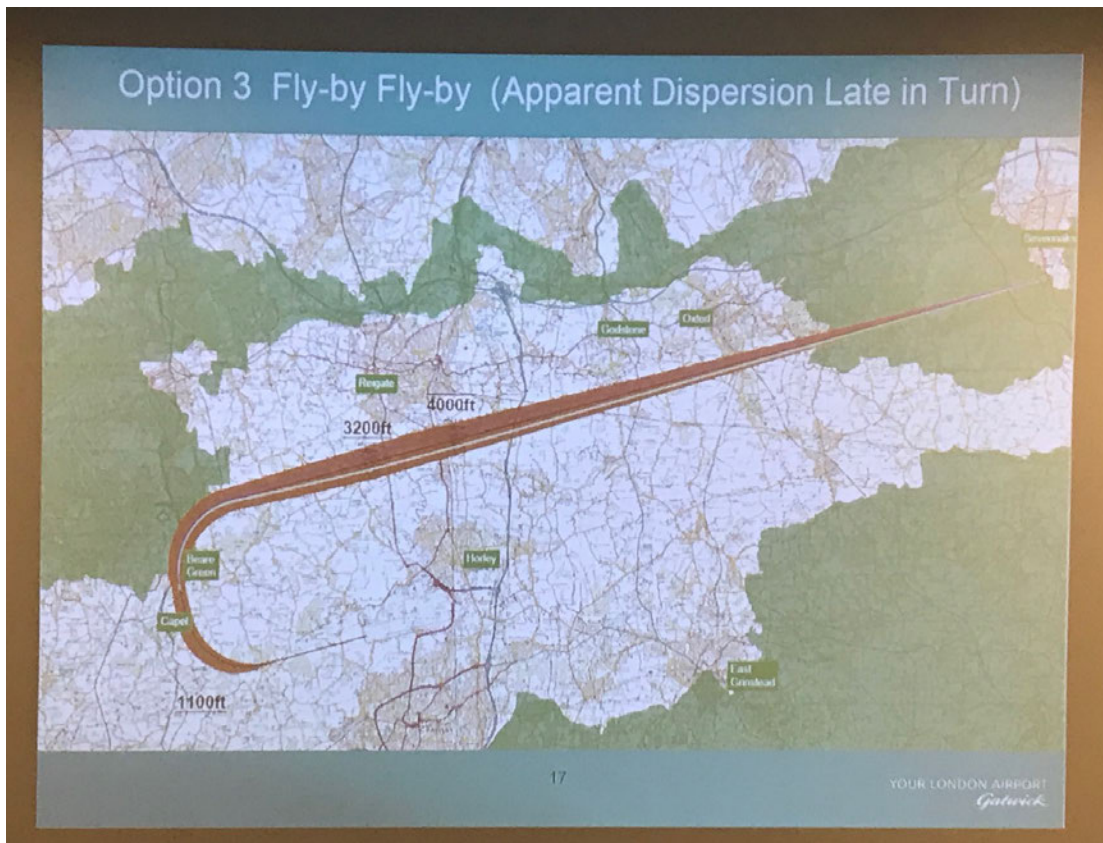 Option 3 Fly-by Fly-by (Apparent Dispersion Late in Turn)
Sevenoaks
Godstone
Oxted
Reigate
4000ft
3200ft
Beare
Green
Horley
Capel
East
Grinstead
1100ft
17
YOUR LONDON AIRPORT
Gatwick